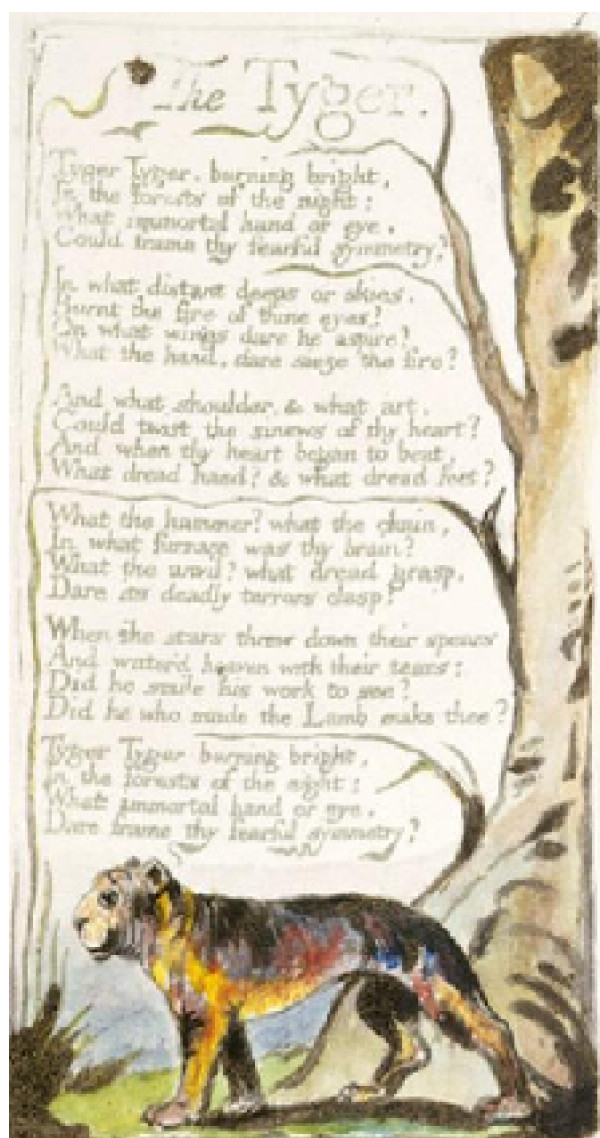 The Tyger.
Tyger Tyger, burning bright,
In the forests of the night;
What immortal hand or eye,
Could frame thy fearful symmetry?
In what distant deeps or skies,
Burnt the fire of thine eyes?
On what wings dare he aspire?
What the hand, dare seize the fire?
And what shoulder, & what art,
Could twist the sinews of thy heart?
And when thy heart began to beat,
What dread hand? & what dread feet?
What the hammer? what the chain,
In what furnace was thy brain?
What the anvil? what dread grasp,
Dare its deadly terrors clasp?
When the stars threw down their spears
And water'd heaven with their tears:
Did he smile his work to see?
Did he who made the Lamb make thee?
Tyger Tyger burning bright,
In the forests of the night:
What immortal hand or eye,
Dare frame thy fearful symmetry?